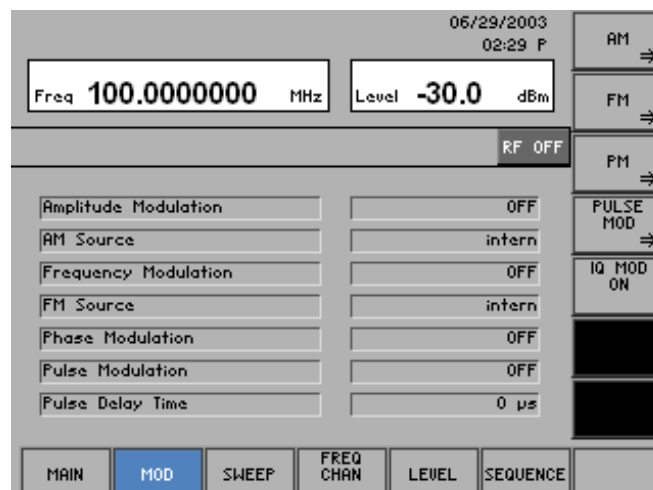 06/29/2003
02:29 P
Freq 100.0000000 MHz
Level -30.0 dBm
RF OFF
Amplitude Modulation OFF
AM Source intern
Frequency Modulation OFF
FM Source intern
Phase Modulation OFF
Pulse Modulation OFF
Pulse Delay Time 0 µs
AM
FM
PM
PULSE
MOD
IQ MOD
ON
MAIN
MOD
SWEEP
FREQ
CHAN
LEVEL
SEQUENCE